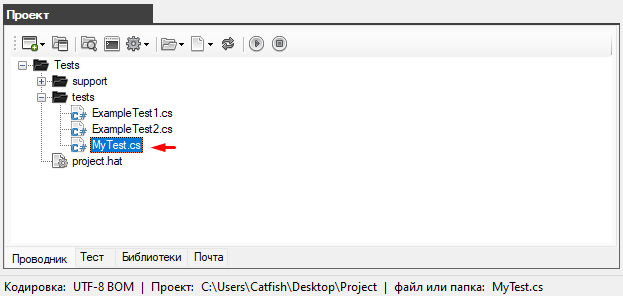 Проект
Tests
support
tests
ExampleTest1.cs
ExampleTest2.cs
MyTest.cs
project.hat
Проводник Тест Библиотеки Почта
Кодировка: UTF-8 BOM | Проект: C:\Users\Catfish\Desktop\Project | файл или папка: MyTest.cs